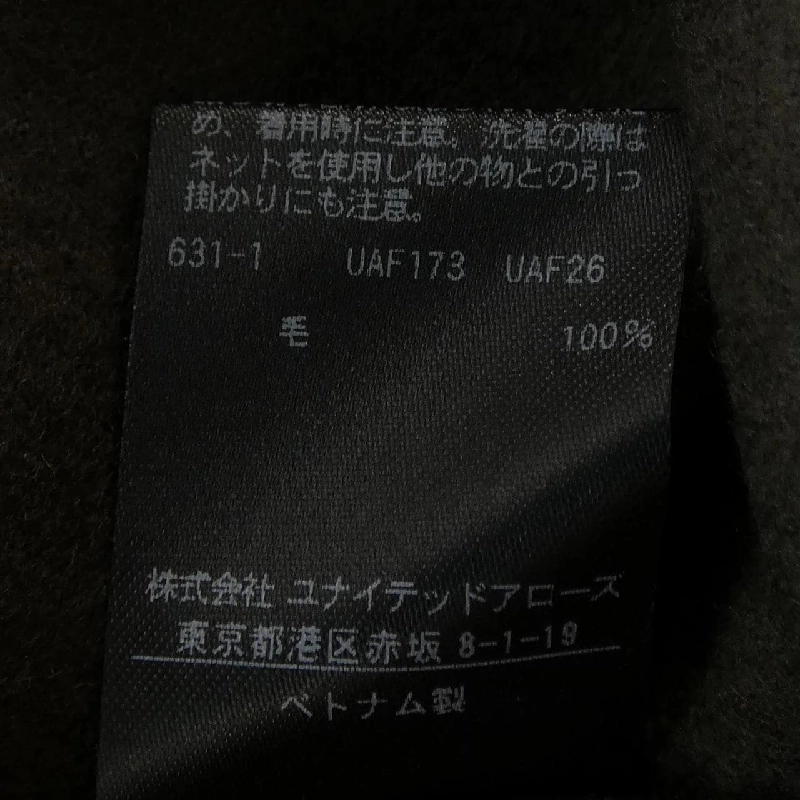 め、着用時に注意。洗濯の際は
ネットを使用し他の物との引っ
掛かりにも注意。
631-1 UAF173 UAF26
毛 100%
株式会社 ユナイテッドアローズ
東京都港区赤坂 8-1-19
ベトナム製